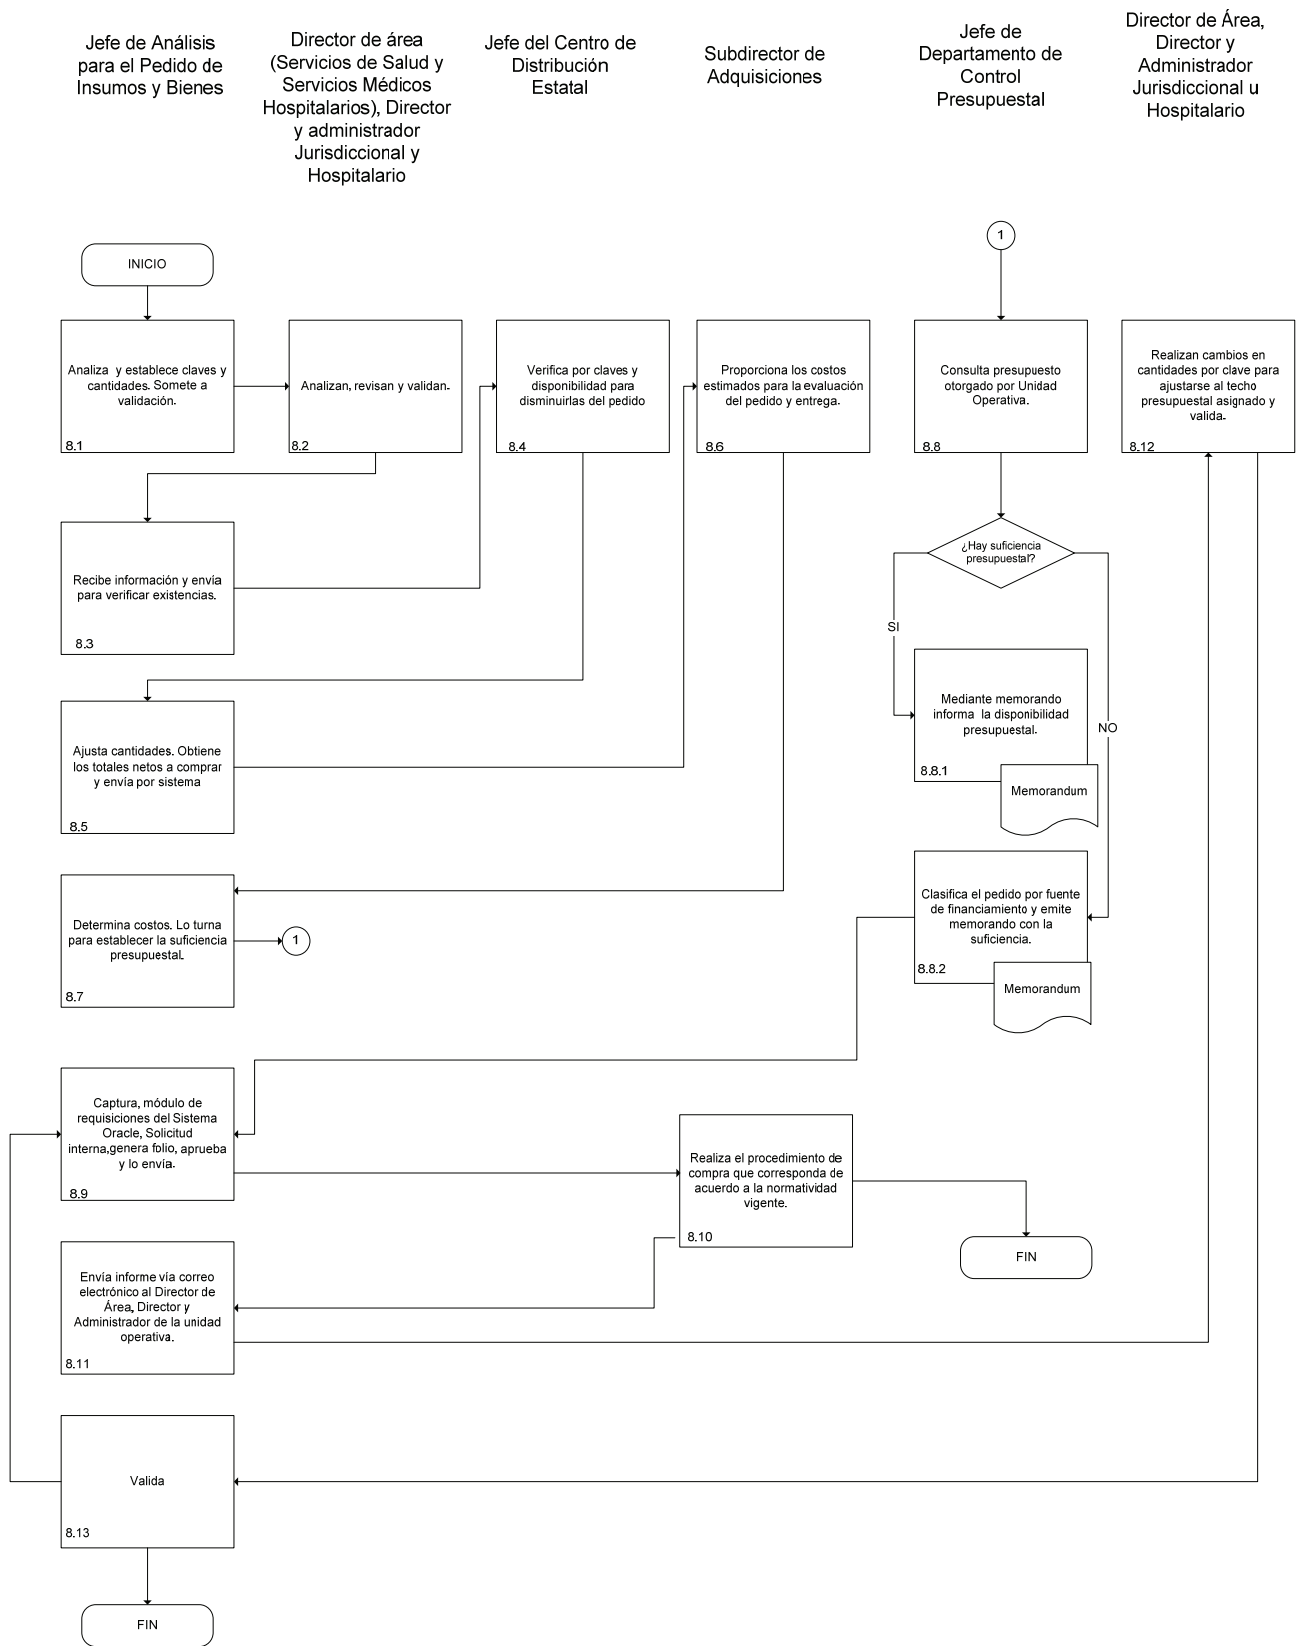 Jefe de Análisis
para el Pedido de
Insumos y Bienes
Director de área
(Servicios de Salud y
Servicios Médicos
Hospitalarios), Director
y administrador
Jurisdiccional y
Hospitalario
Jefe del Centro de
Distribución
Estatal
Subdirector de
Adquisiciones
Jefe de
Departamento de
Control
Presupuestal
Director de Área,
Director y
Administrador
Jurisdiccional u
Hospitalario
INICIO
1
Analiza y establece claves y
cantidades. Somete a
validación.
8.1
Analizan, revisan y validan.
8.2
Verifica por claves y
disponibilidad para
disminuirlas del pedido
8.4
Proporciona los costos
estimados para la evaluación
del pedido y entrega.
8.6
Consulta presupuesto
otorgado por Unidad
Operativa.
8.8
Realizan cambios en
cantidades por clave para
ajustarse al techo
presupuestal asignado y
valida.
8.12
Recibe información y envía
para verificar existencias.
8.3
¿Hay suficiencia
presupuestal?
SI
NO
Mediante memorando
informa la disponibilidad
presupuestal.
8.8.1
Memorandum
Ajusta cantidades. Obtiene
los totales netos a comprar
y envía por sistema
8.5
Determina costos. Lo turna
para establecer la suficiencia
presupuestal.
8.7
1
Clasifica el pedido por fuente
de financiamiento y emite
memorando con la
suficiencia.
8.8.2
Memorandum
Captura, módulo de
requisiciones del Sistema
Oracle, Solicitud
interna,genera folio, aprueba
y lo envía.
8.9
Realiza el procedimiento de
compra que corresponda de
acuerdo a la normatividad
vigente.
8.10
FIN
Envía informe vía correo
electrónico al Director de
Área, Director y
Administrador de la unidad
operativa.
8.11
Valida
8.13
FIN